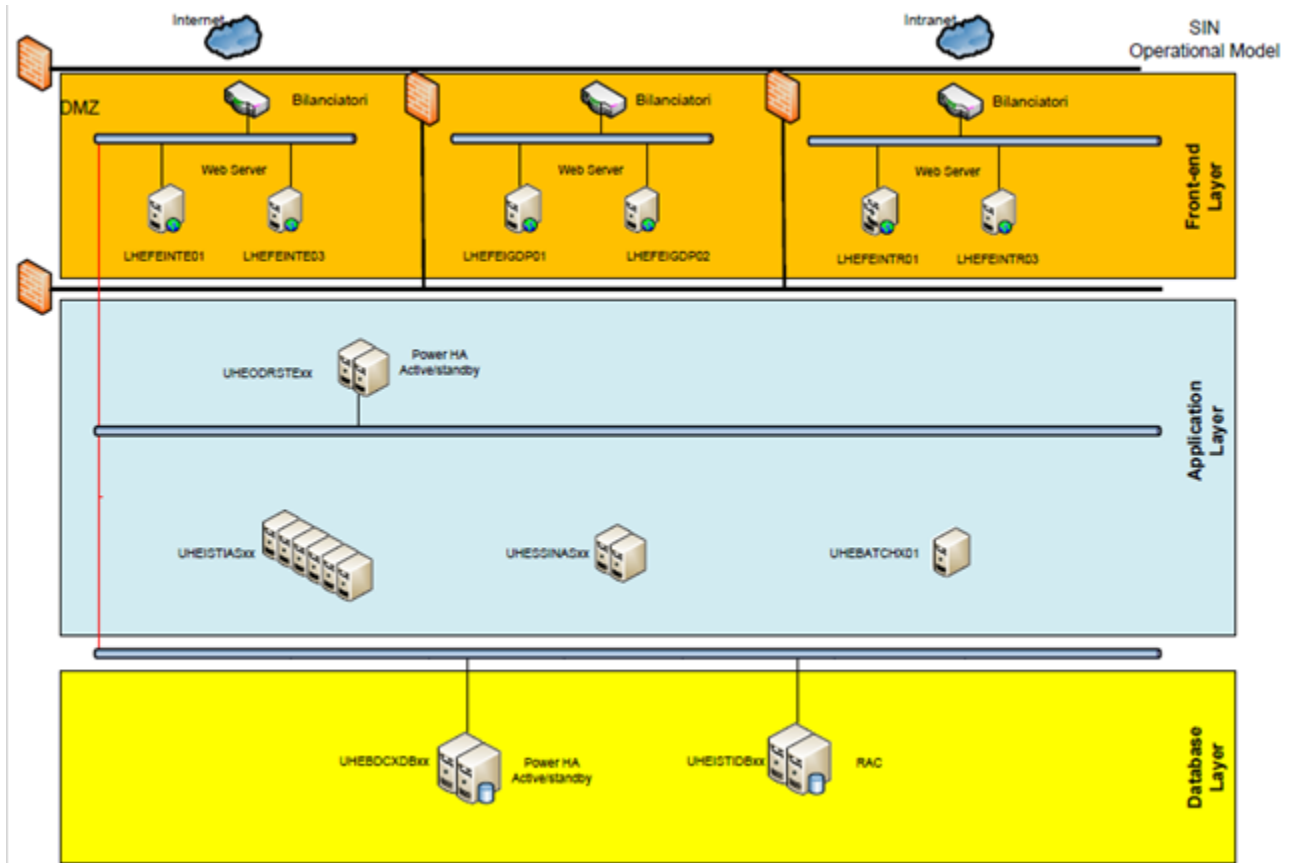 Internet
Intranet
SIN
Operational Model
DMZ
Bilanciatori
Bilanciatori
Bilanciatori
Web Server
Web Server
Web Server
LHEFEINTE01
LHEFEINTE03
LHEFEIGDP01
LHEFEIGDP02
LHEFEINTR01
LHEFEINTR03
Front-end
Layer
UHEODRSTExx
Power HA
Active/standby
Application
Layer
UHEISTIASxx
UHESSINASxx
UHEBATCHX01
UHEBDCXDBxx
Power HA
Active/standby
UHEISTIDBxx
RAC
Database
Layer